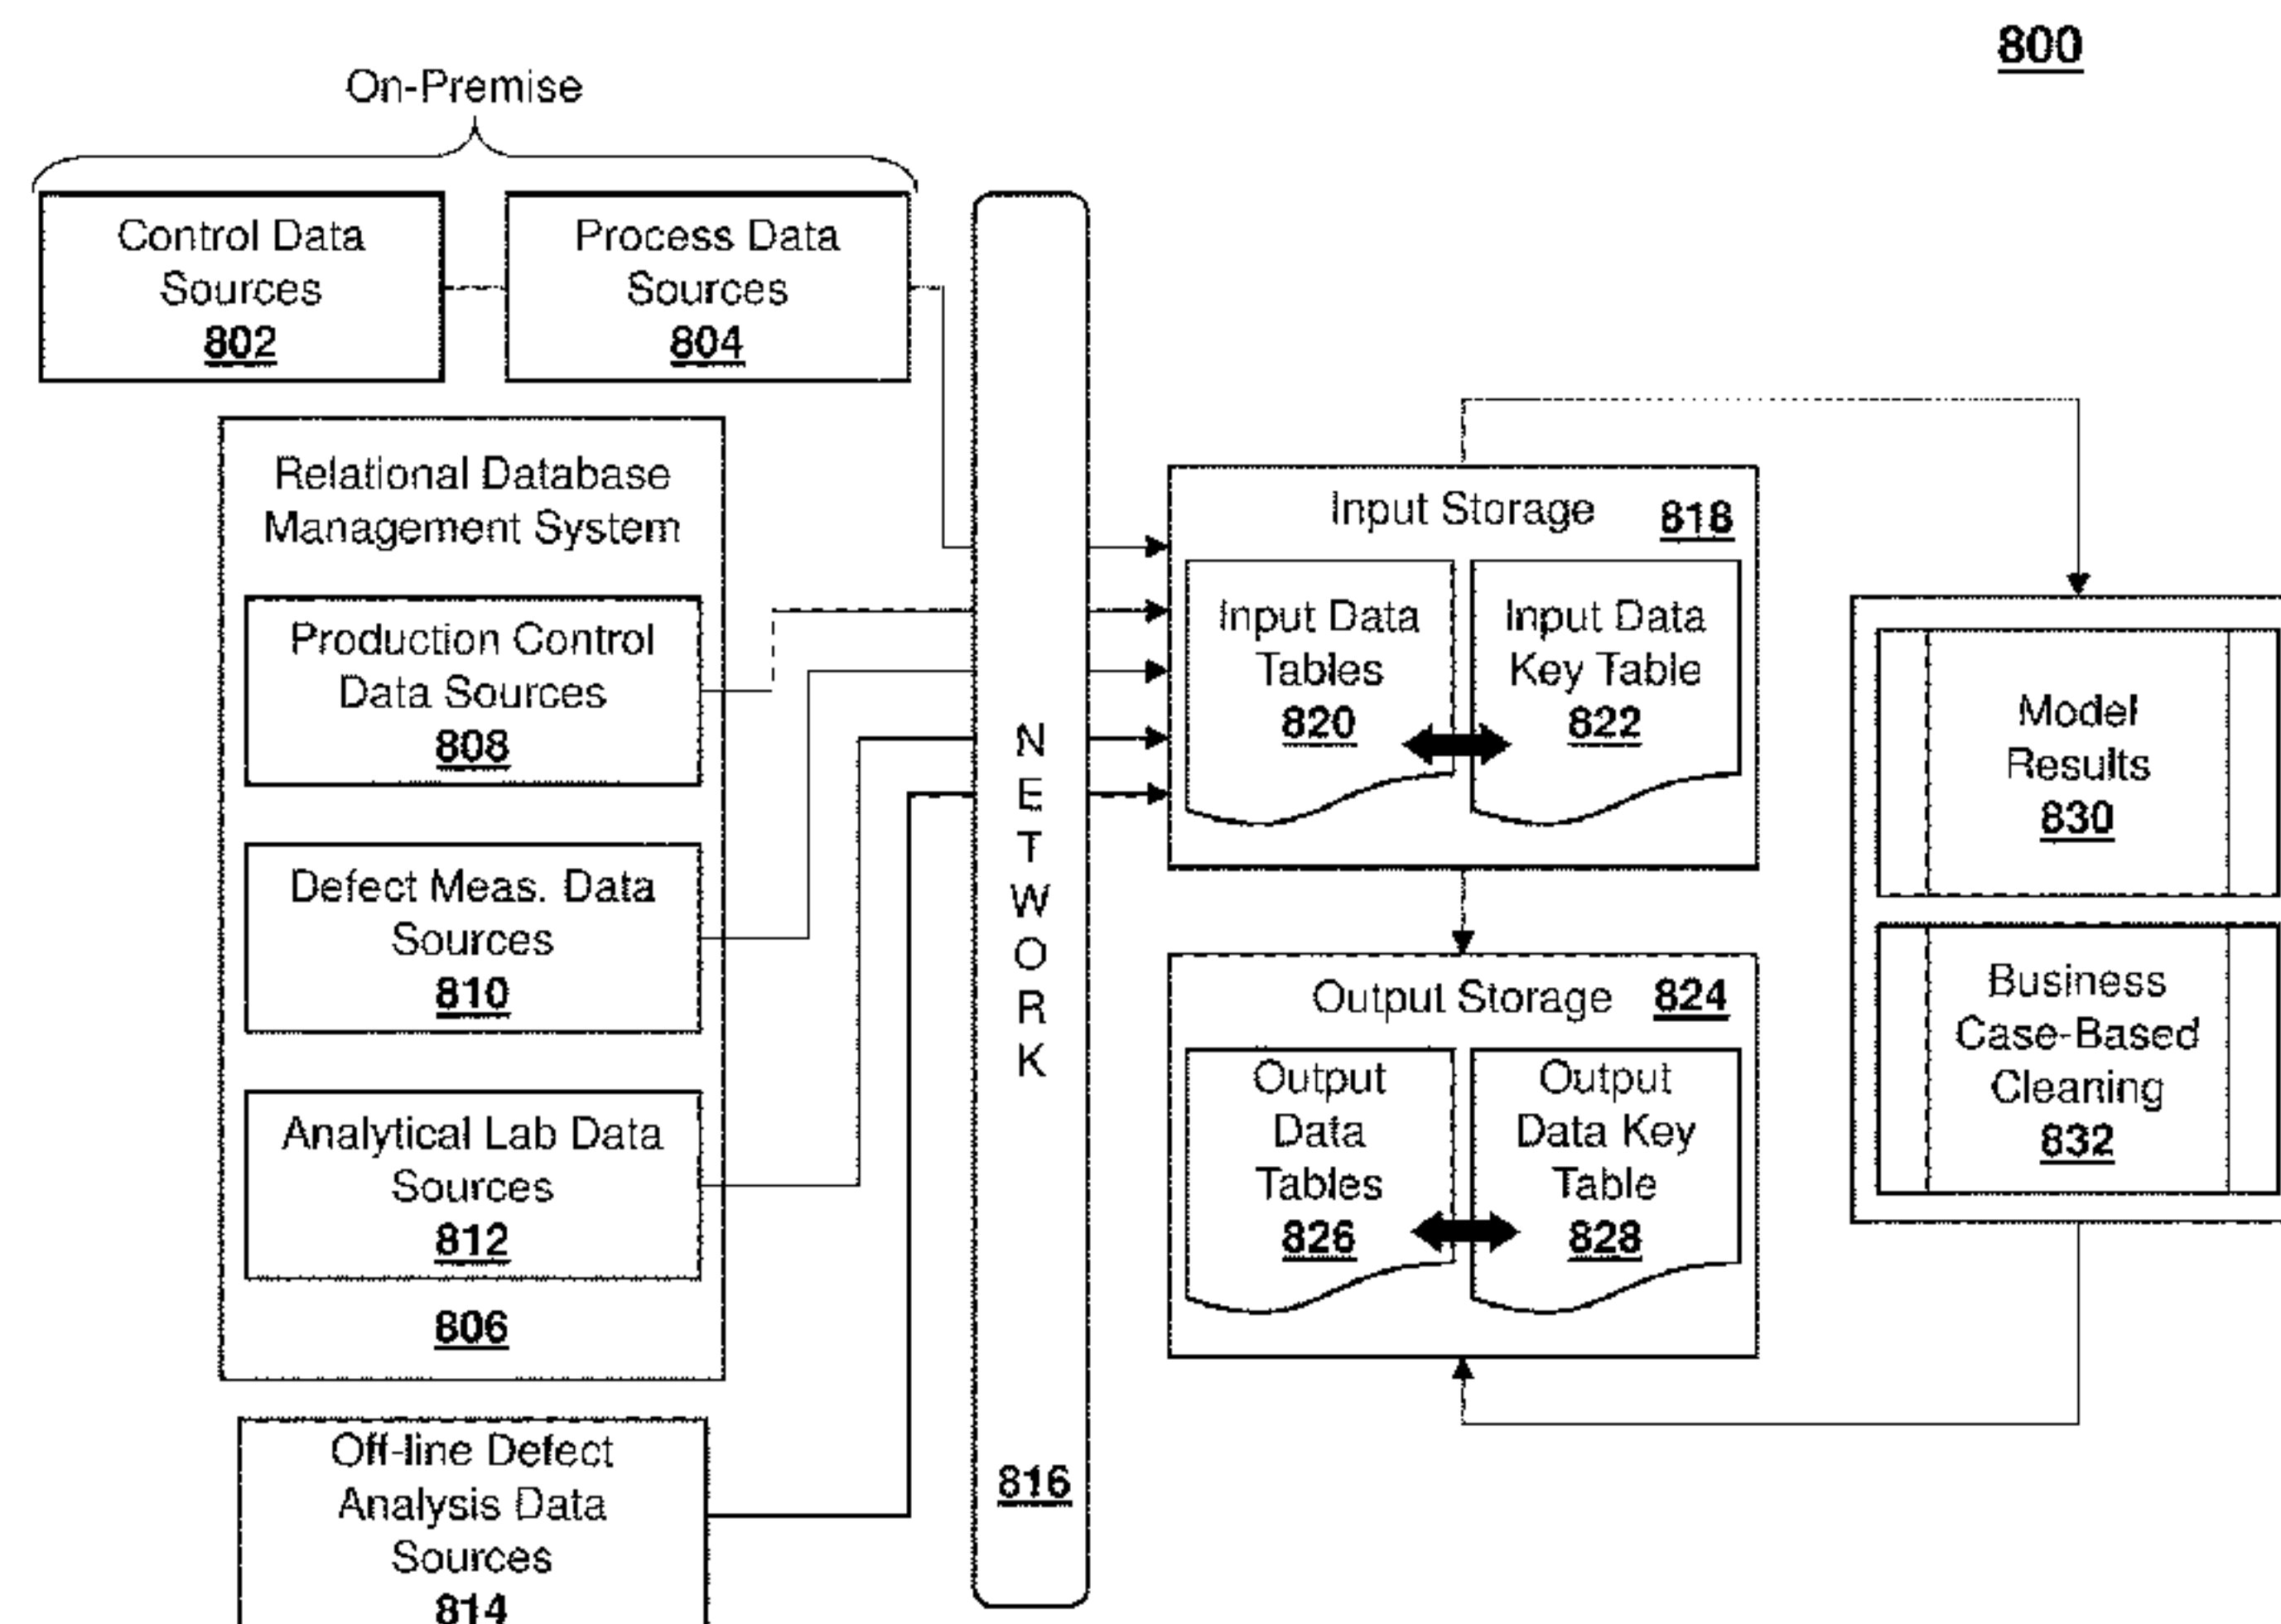 800
On-Premise
Control Data
Sources
802
Process Data
Sources
804
Relational Database
Management System
Production Control
Data Sources
808
Defect Meas. Data
Sources
810
Analytical Lab Data
Sources
812
806
Off-line Defect
Analysis Data
Sources
814
N
E
T
W
O
R
K
816
Input Storage 818
Input Data
Tables
820
Input Data
Key Table
822
Output Storage 824
Output
Data
Tables
826
Output
Data Key
Table
828
Model
Results
830
Business
Case-Based
Cleaning
832